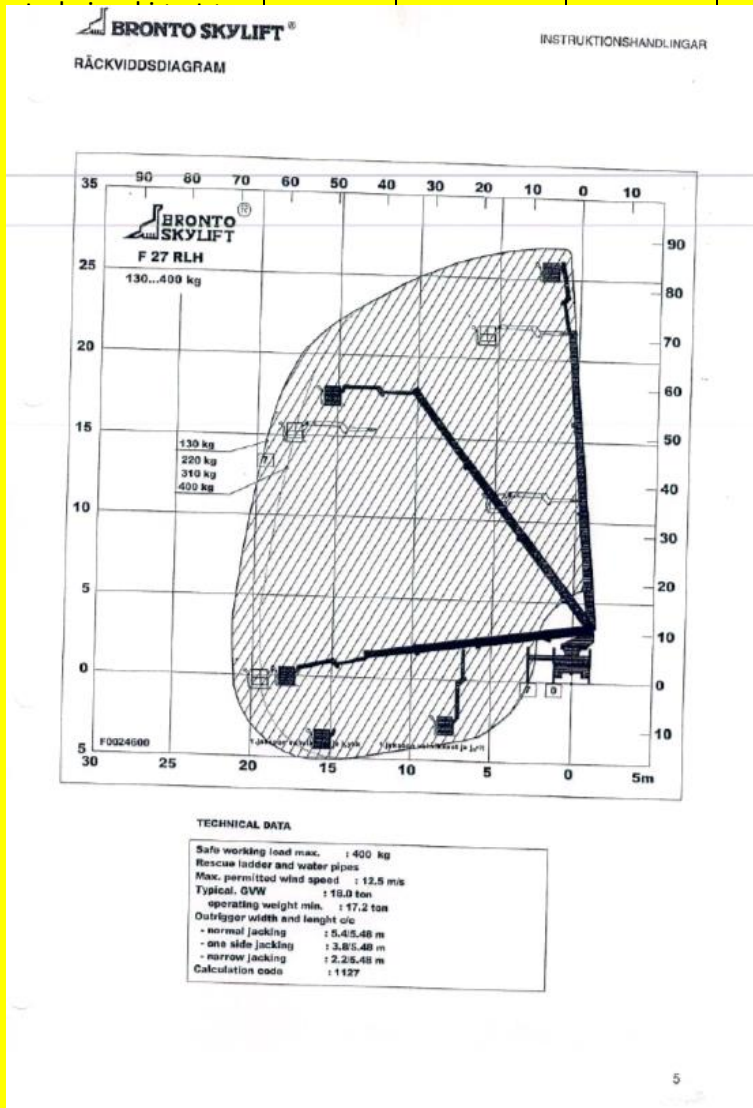 BRONTO SKYLIFT ®
INSTRUKTIONSHANDLINGAR
RÄCKVIDDSDIAGRAM
35 90 80 70 60 50 40 30 20 10 0 10
BRONTO ®
SKYLIFT
F 27 RLH
130...400 kg
90
25
80
70
20
60
15
50
130 kg
220 kg
310 kg
400 kg
7
40
10
30
5
20
10
0
0
7 0
10
F0024600
5
30 25 20 15 10 5 0 5m
TECHNICAL DATA
Safe working load max. : 400 kg
Rescue ladder and water pipes
Max. permitted wind speed : 12.5 m/s
Typical. GVW : 18.0 ton
operating weight min. : 17.2 ton
Outrigger width and lenght c/c
- normal jacking : 5.4/5.48 m
- one side jacking : 3.8/5.48 m
- narrow jacking : 2.2/5.48 m
Calculation code : 1127
5